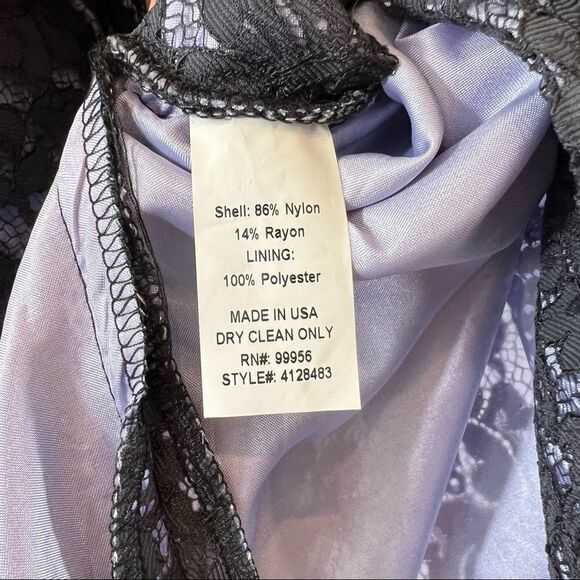 Shell: 86% Nylon
14% Rayon
LINING:
100% Polyester
MADE IN USA
DRY CLEAN ONLY
RN#: 99956
STYLE#: 4128483